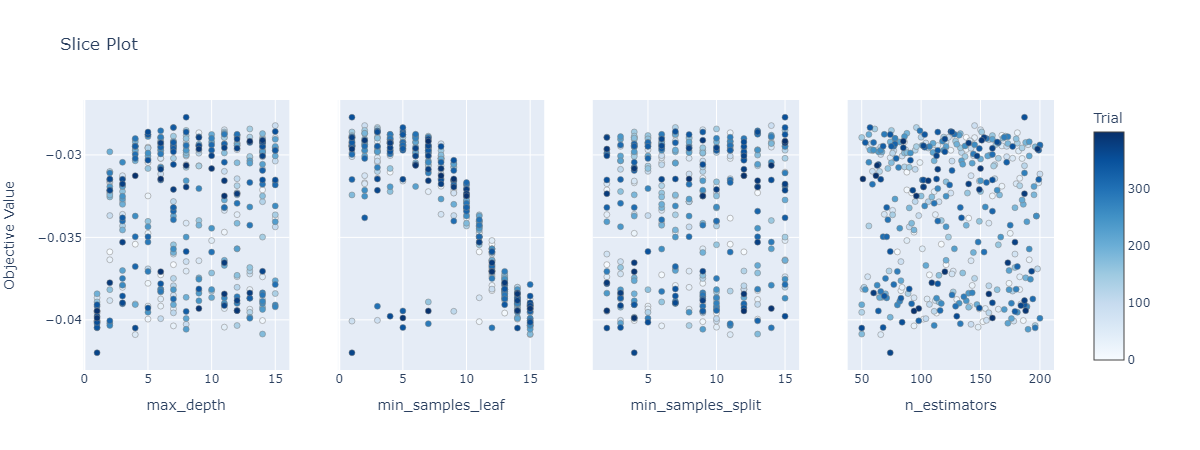 Slice Plot
Trial
Objective Value
−0.03
−0.035
−0.04
0 5 10 15
0 5 10 15
5 10 15
50 100 150 200
max_depth
min_samples_leaf
min_samples_split
n_estimators
300
200
100
0